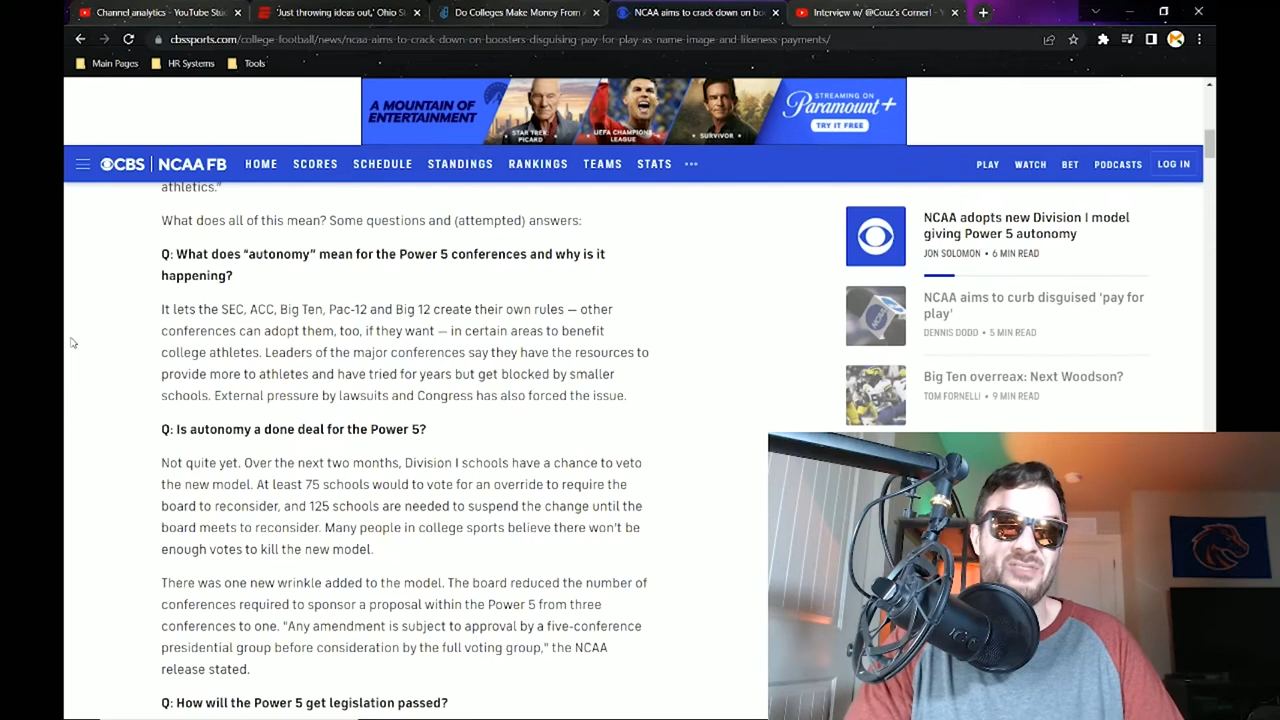 Channel analytics - YouTube Stu
'Just throwing ideas out,' Ohio S
Do Colleges Make Money From A
NCAA aims to crack down on bo
Interview w/ @Couz's Corner! - Y
cbssports.com/college-football/news/ncaa-aims-to-crack-down-on-boosters-disguising-pay-for-play-as-name-image-and-likeness-payments/
Main Pages
HR Systems
Tools
A MOUNTAIN OF
ENTERTAINMENT
STAR TREK:
PICARD
UEFA CHAMPIONS
LEAGUE
SURVIVOR
STREAMING ON
Paramount+
TRY IT FREE
CBS NCAA FB
HOME
SCORES
SCHEDULE
STANDINGS
RANKINGS
TEAMS
STATS
PLAY
WATCH
BET
PODCASTS
LOG IN
athletics."
What does all of this mean? Some questions and (attempted) answers:
Q: What does "autonomy" mean for the Power 5 conferences and why is it
happening?
It lets the SEC, ACC, Big Ten, Pac-12 and Big 12 create their own rules — other
conferences can adopt them, too, if they want — in certain areas to benefit
college athletes. Leaders of the major conferences say they have the resources to
provide more to athletes and have tried for years but get blocked by smaller
schools. External pressure by lawsuits and Congress has also forced the issue.
Q: Is autonomy a done deal for the Power 5?
Not quite yet. Over the next two months, Division I schools have a chance to veto
the new model. At least 75 schools would to vote for an override to require the
board to reconsider, and 125 schools are needed to suspend the change until the
board meets to reconsider. Many people in college sports believe there won't be
enough votes to kill the new model.
There was one new wrinkle added to the model. The board reduced the number of
conferences required to sponsor a proposal within the Power 5 from three
conferences to one. "Any amendment is subject to approval by a five-conference
presidential group before consideration by the full voting group," the NCAA
release stated.
Q: How will the Power 5 get legislation passed?
NCAA adopts new Division I model
giving Power 5 autonomy
JON SOLOMON • 6 MIN READ
NCAA aims to curb disguised 'pay for
play'
DENNIS DODD • 5 MIN READ
Big Ten overreax: Next Woodson?
TOM FORNELLI • 9 MIN READ